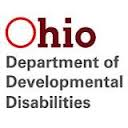 Ohio
Department of
Developmental
Disabilities